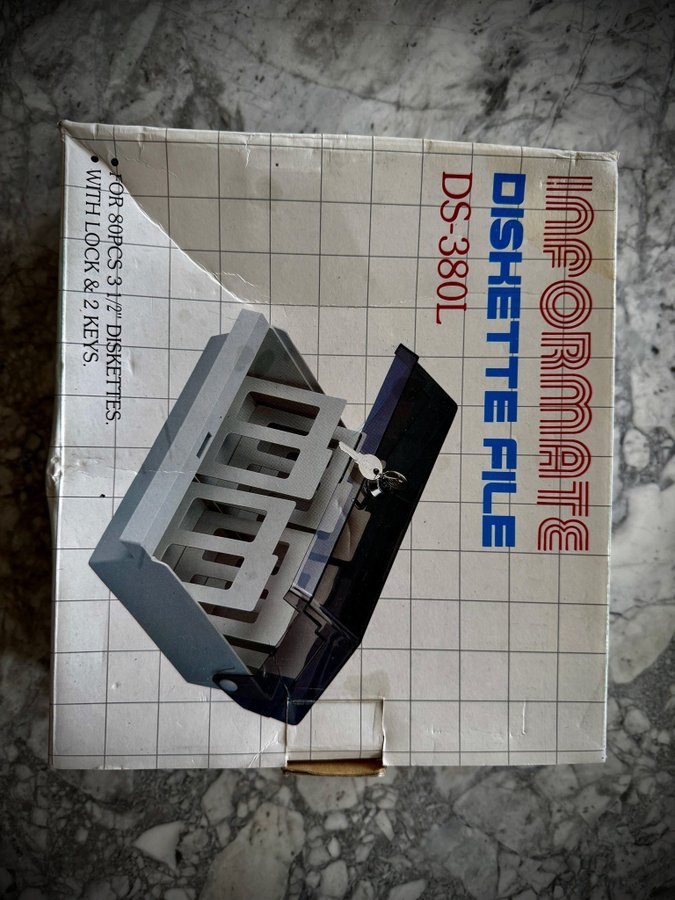 INFORMATE
DISKETTE FILE
DS-380L
• FOR 80PCS 3 1/2" DISKETTES.
• WITH LOCK & 2 KEYS.